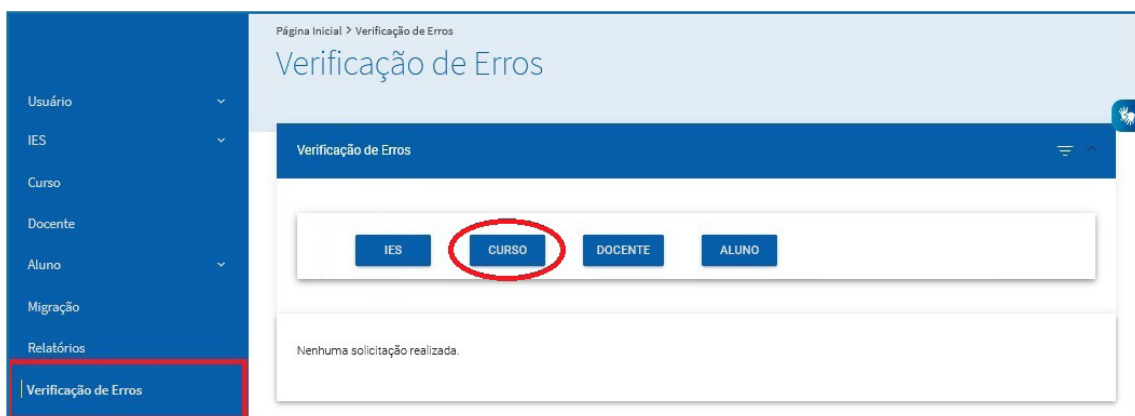 Página Inicial > Verificação de Erros
Verificação de Erros
Usuário
IES
Curso
Docente
Aluno
Migração
Relatórios
Verificação de Erros
Verificação de Erros
IES CURSO DOCENTE ALUNO
Nenhuma solicitação realizada.